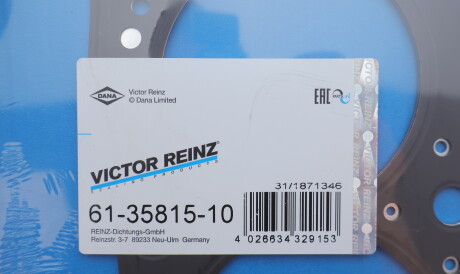 DANA
Victor Reinz
© Dana Limited
EAC
VICTOR REINZ®
SEALING PRODUCTS
31/1871346
61-35815-10
REINZ-Dichtungs-GmbH
Reinzstr. 3-7 89233 Neu-Ulm Germany
4 026634 329153